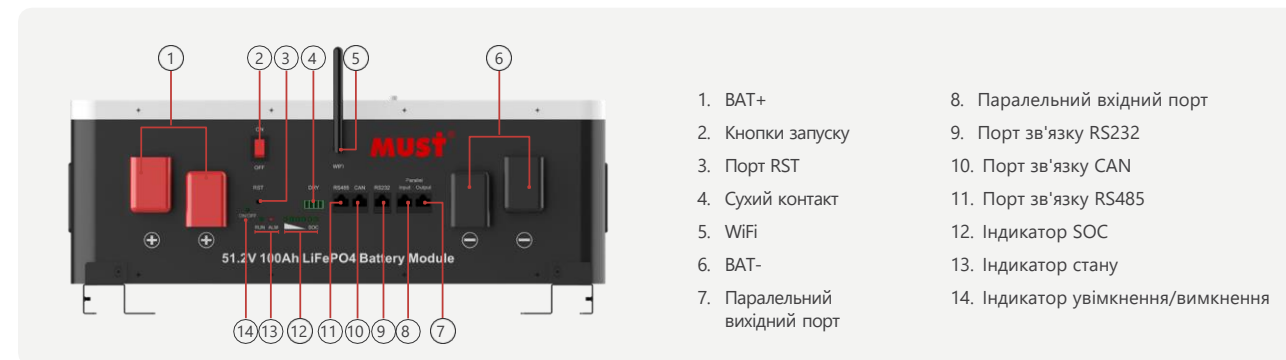 1 2 3 4 5 6
ON
MUST®
OFF
WiFi
RST
DRY
RS485 CAN RS232
Parallel
Input Output
ON/OFF
RUN ALM SOC
51.2V 100Ah LiFePO4 Battery Module
14 13 12 11 10 9 8 7
1. BAT+
2. Кнопки запуску
3. Порт RST
4. Сухий контакт
5. WiFi
6. BAT-
7. Паралельний
вихідний порт
8. Паралельний вхідний порт
9. Порт зв'язку RS232
10. Порт зв'язку CAN
11. Порт зв'язку RS485
12. Індикатор SOC
13. Індикатор стану
14. Індикатор увімкнення/вимкнення